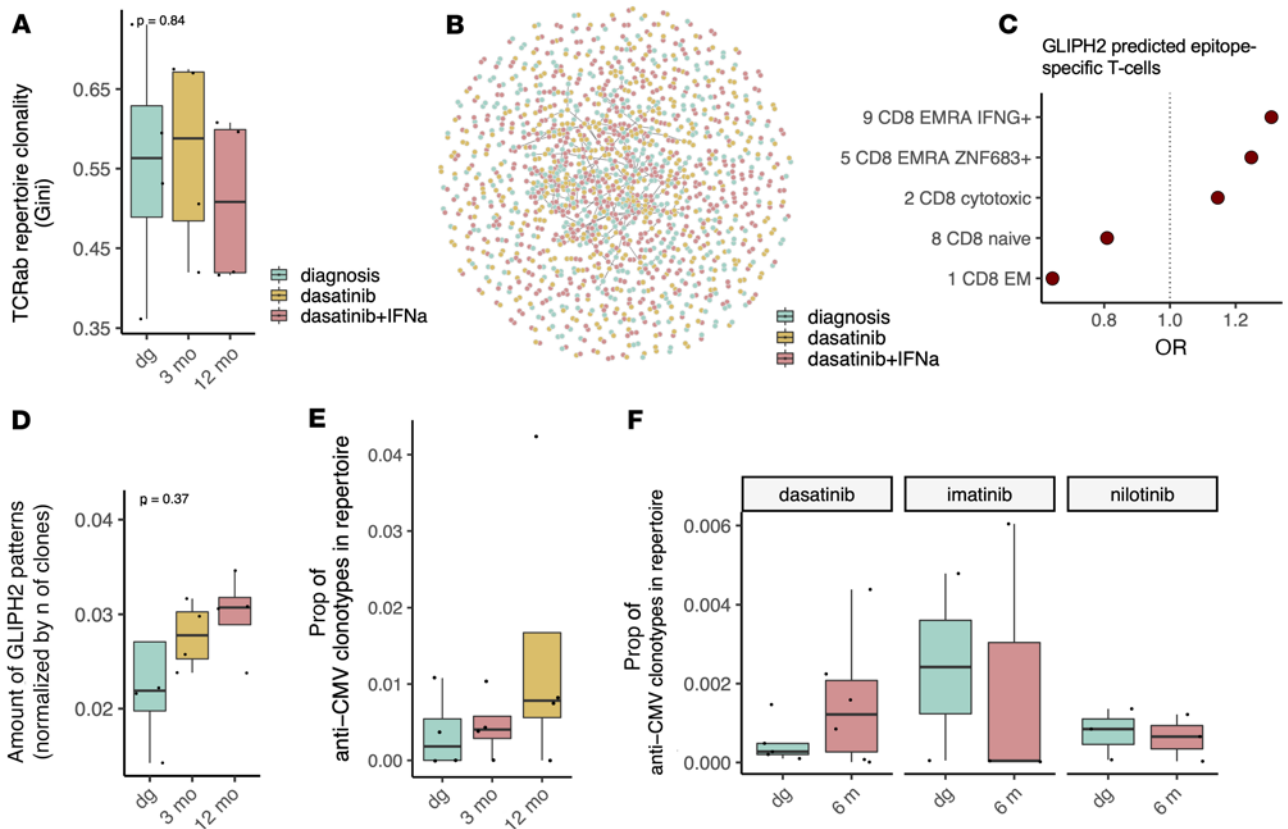 A
p = 0.84
TCRab repertoire clonality
(Gini)
0.65
0.55
0.45
0.35
dg
3 mo
12 mo
diagnosis
dasatinib
dasatinib+IFNa
B
diagnosis
dasatinib
dasatinib+IFNa
C
GLIPH2 predicted epitope-
specific T-cells
9 CD8 EMRA IFNG+
5 CD8 EMRA ZNF683+
2 CD8 cytotoxic
8 CD8 naive
1 CD8 EM
0.8
1.0
1.2
OR
D
p = 0.37
Amount of GLIPH2 patterns
(normalized by n of clones)
0.04
0.03
0.02
dg
3 mo
12 mo
E
Prop of
anti−CMV clonotypes in repertoire
0.04
0.03
0.02
0.01
0.00
dg
3 mo
12 mo
F
Prop of
anti−CMV clonotypes in repertoire
dasatinib
imatinib
nilotinib
0.006
0.004
0.002
0.000
dg
6 m
dg
6 m
dg
6 m